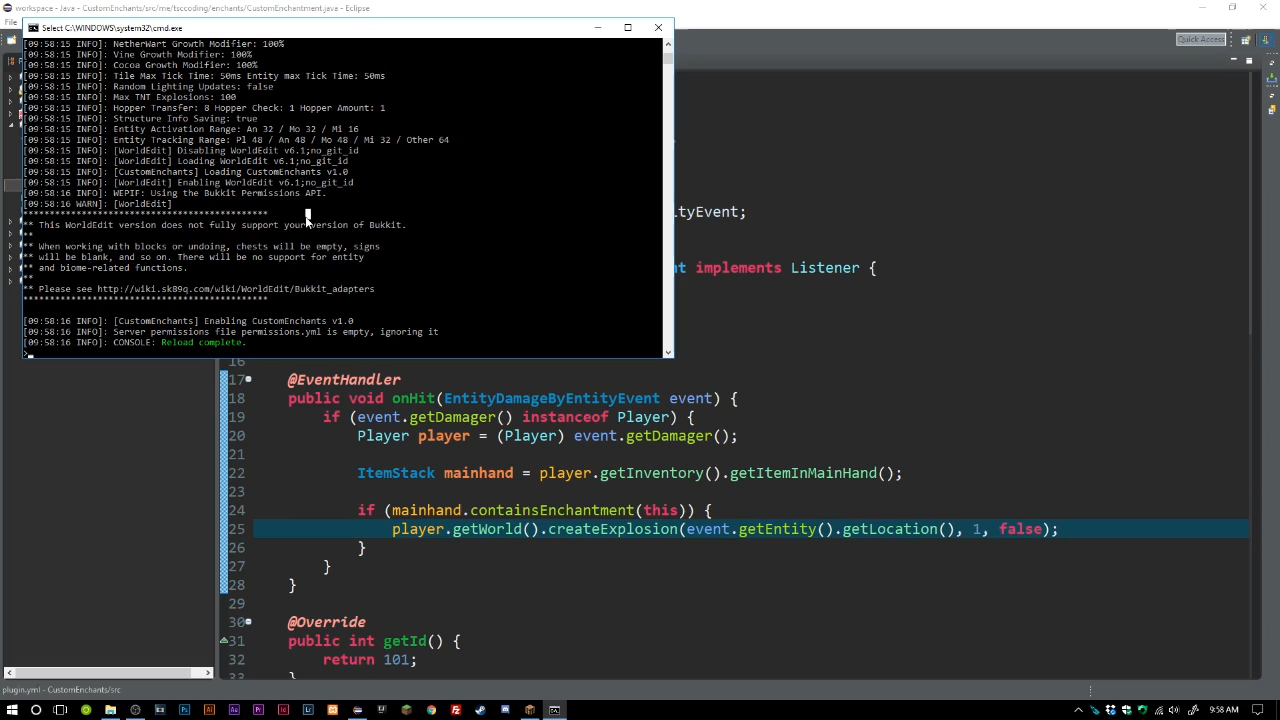 workspace - Java - CustomEnchants/src/me/tsccoding/enchants/CustomEnchantment.java - Eclipse
File
Select C:\WINDOWS\system32\cmd.exe
Quick Access
[09:58:15 INFO]: NetherWart Growth Modifier: 100%
[09:58:15 INFO]: Vine Growth Modifier: 100%
[09:58:15 INFO]: Cocoa Growth Modifier: 100%
[09:58:15 INFO]: Tile Max Tick Time: 50ms Entity max Tick Time: 50ms
[09:58:15 INFO]: Random Lighting Updates: false
[09:58:15 INFO]: Max TNT Explosions: 100
[09:58:15 INFO]: Hopper Transfer: 8 Hopper Check: 1 Hopper Amount: 1
[09:58:15 INFO]: Structure Info Saving: true
[09:58:15 INFO]: Entity Activation Range: An 32 / Mo 32 / Mi 16
[09:58:15 INFO]: Entity Tracking Range: Pl 48 / An 48 / Mo 48 / Mi 32 / Other 64
[09:58:15 INFO]: [WorldEdit] Disabling WorldEdit v6.1;no_git_id
[09:58:15 INFO]: [WorldEdit] Loading WorldEdit v6.1;no_git_id
[09:58:15 INFO]: [CustomEnchants] Loading CustomEnchants v1.0
[09:58:15 INFO]: [WorldEdit] Enabling WorldEdit v6.1;no_git_id
[09:58:16 INFO]: WEPIF: Using the Bukkit Permissions API.
[09:58:16 WARN]: [WorldEdit]
**********************************************
** This WorldEdit version does not fully support your version of Bukkit.
**
** When working with blocks or undoing, chests will be empty, signs
** will be blank, and so on. There will be no support for entity
** and biome-related functions.
**
** Please see http://wiki.sk89q.com/wiki/WorldEdit/Bukkit_adapters
**********************************************
[09:58:16 INFO]: [CustomEnchants] Enabling CustomEnchants v1.0
[09:58:16 INFO]: Server permissions file permissions.yml is empty, ignoring it
[09:58:16 INFO]: CONSOLE: Reload complete.
>
tyEvent;
t implements Listener {
16
17 @EventHandler
18 public void onHit(EntityDamageByEntityEvent event) {
19 if (event.getDamager() instanceof Player) {
20 Player player = (Player) event.getDamager();
21
22 ItemStack mainhand = player.getInventory().getItemInMainHand();
23
24 if (mainhand.containsEnchantment(this)) {
25 player.getWorld().createExplosion(event.getEntity().getLocation(), 1, false);
26 }
27 }
28 }
29
30 @Override
31 public int getId() {
32 return 101;
33 }
plugin.yml - CustomEnchants/src
9:58 AM